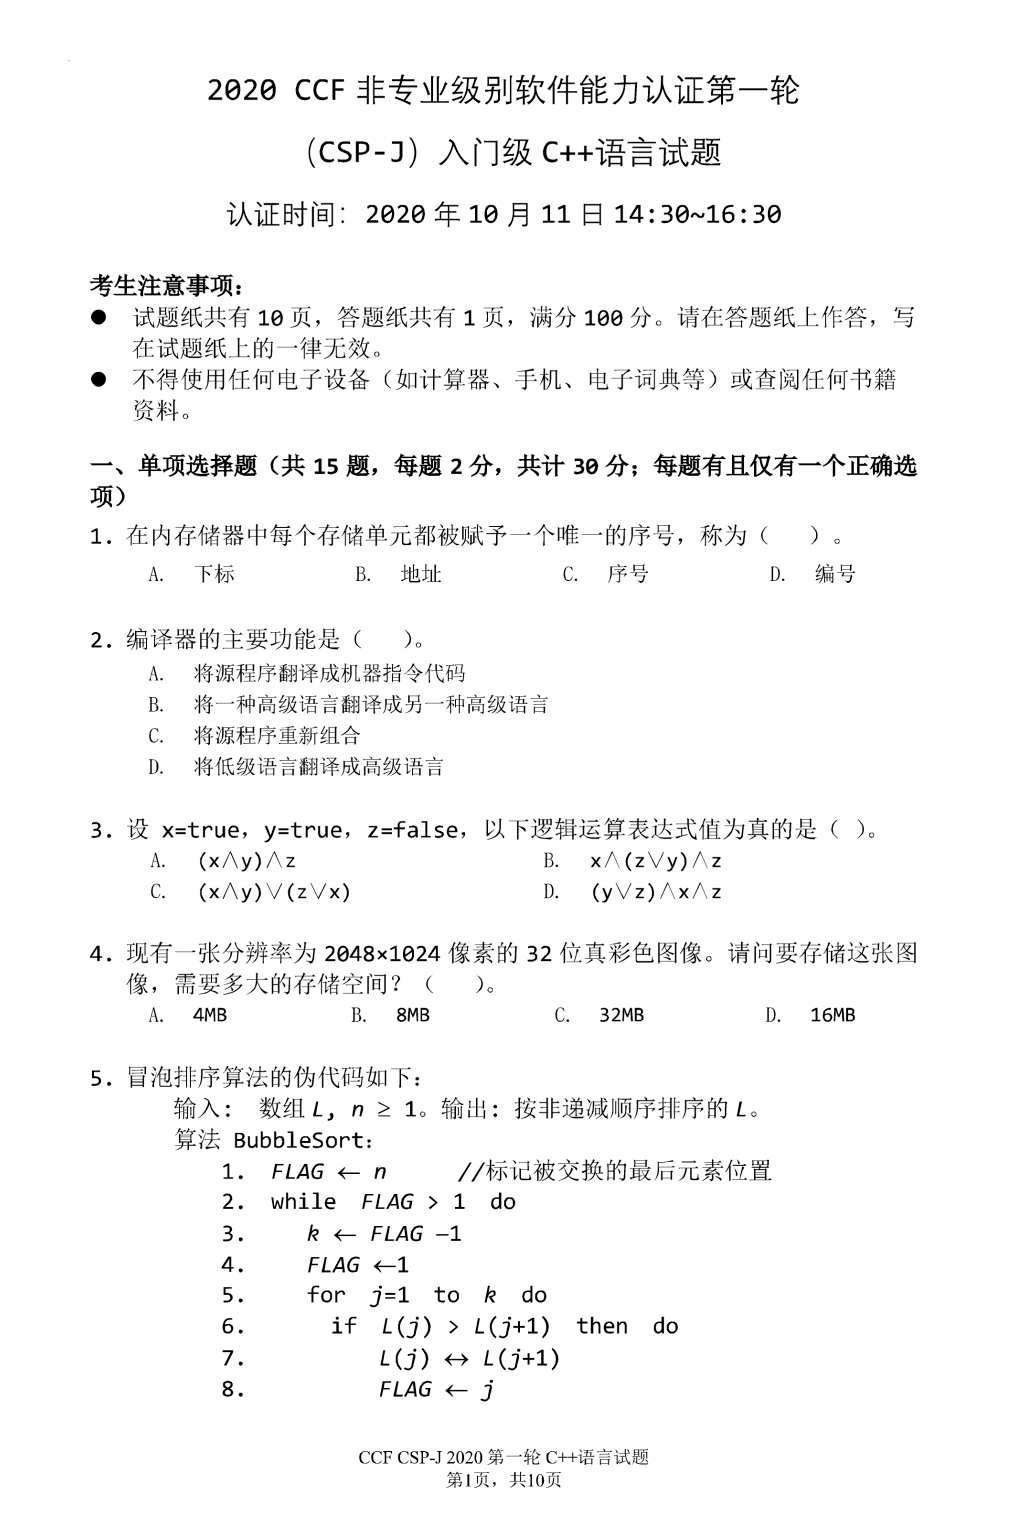 2020 CCF 非专业级别软件能力认证第一轮
（CSP-J）入门级 C++语言试题
认证时间：2020 年 10 月 11 日 14:30~16:30
考生注意事项：
● 试题纸共有 10 页，答题纸共有 1 页，满分 100 分。请在答题纸上作答，写
在试题纸上的一律无效。
● 不得使用任何电子设备（如计算器、手机、电子词典等）或查阅任何书籍
资料。
一、单项选择题（共 15 题，每题 2 分，共计 30 分；每题有且仅有一个正确选
项）
1. 在内存储器中每个存储单元都被赋予一个唯一的序号，称为（  ）。
A. 下标 B. 地址 C. 序号 D. 编号
2. 编译器的主要功能是（  ）。
A. 将源程序翻译成机器指令代码
B. 将一种高级语言翻译成另一种高级语言
C. 将源程序重新组合
D. 将低级语言翻译成高级语言
3. 设 x=true，y=true，z=false，以下逻辑运算表达式值为真的是（ ）。
A. (x∧y)∧z B. x∧(z∨y)∧z
C. (x∧y)∨(z∨x) D. (y∨z)∧x∧z
4. 现有一张分辨率为 2048×1024 像素的 32 位真彩色图像。请问要存储这张图
像，需要多大的存储空间？（  ）。
A. 4MB B. 8MB C. 32MB D. 16MB
5. 冒泡排序算法的伪代码如下：
输入： 数组 L, n ≥ 1。输出：按非递减顺序排序的 L。
算法 BubbleSort：
1. FLAG ← n //标记被交换的最后元素位置
2. while FLAG > 1 do
3. k ← FLAG −1
4. FLAG ←1
5. for j=1 to k do
6. if L(j) > L(j+1) then do
7. L(j) ↔ L(j+1)
8. FLAG ← j
CCF CSP-J 2020 第一轮 C++语言试题
第1页，共10页